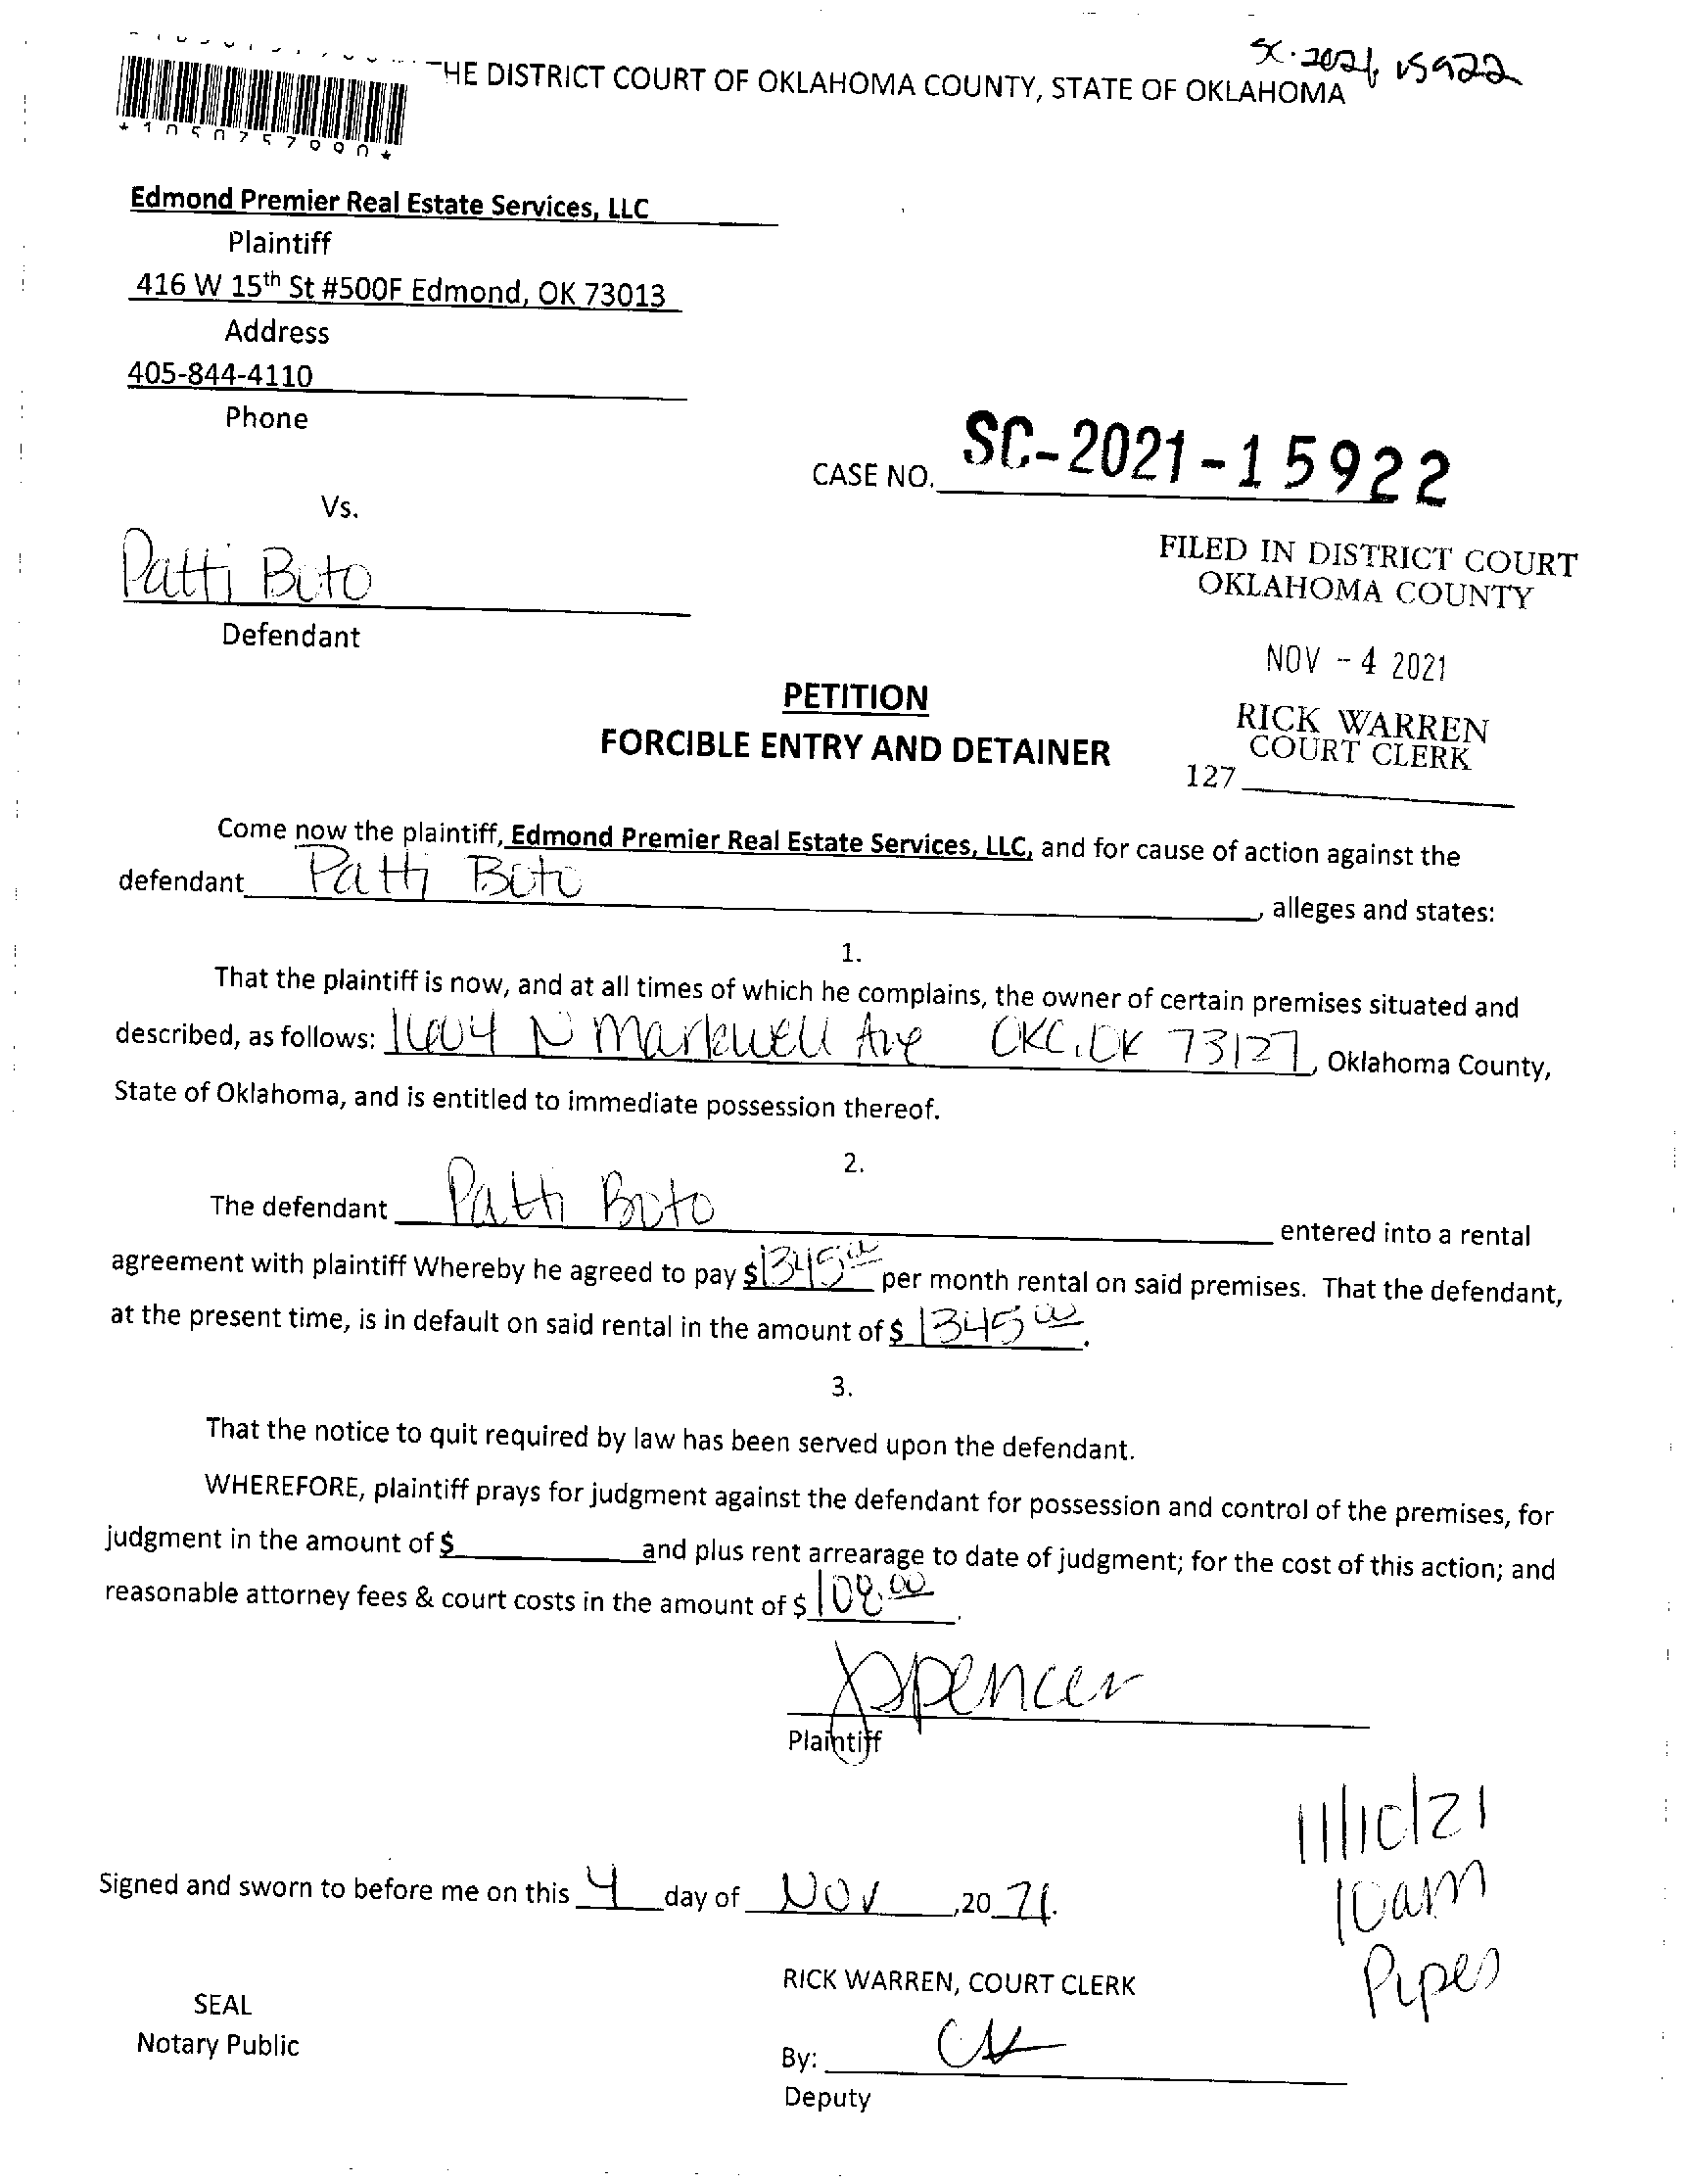 SC-2021-15922
THE DISTRICT COURT OF OKLAHOMA COUNTY, STATE OF OKLAHOMA
Edmond Premier Real Estate Services, LLC
Plaintiff
416 W 15th St #500F Edmond, OK 73013
Address
405-844-4110
Phone
CASE NO. SC-2021-15922
Vs.
Patti Boto
Defendant
FILED IN DISTRICT COURT
OKLAHOMA COUNTY
NOV - 4 2021
RICK WARREN
COURT CLERK
127
PETITION
FORCIBLE ENTRY AND DETAINER
Come now the plaintiff, Edmond Premier Real Estate Services, LLC, and for cause of action against the
defendant Patti Boto, alleges and states:
1.
That the plaintiff is now, and at all times of which he complains, the owner of certain premises situated and
described, as follows: 1604 N Markwell Ave OKC, OK 73127, Oklahoma County,
State of Oklahoma, and is entitled to immediate possession thereof.
2.
The defendant Patti Boto entered into a rental
agreement with plaintiff Whereby he agreed to pay $1345.00 per month rental on said premises. That the defendant,
at the present time, is in default on said rental in the amount of $ 1345.00.
3.
That the notice to quit required by law has been served upon the defendant.
WHEREFORE, plaintiff prays for judgment against the defendant for possession and control of the premises, for
judgment in the amount of $ and plus rent arrearage to date of judgment; for the cost of this action; and
reasonable attorney fees & court costs in the amount of $ 108.00.
JSpencer
Plaintiff
11/10/21
10am
Pipes
Signed and sworn to before me on this 4 day of Nov, 20 21.
RICK WARREN, COURT CLERK
SEAL
Notary Public
By:
Deputy